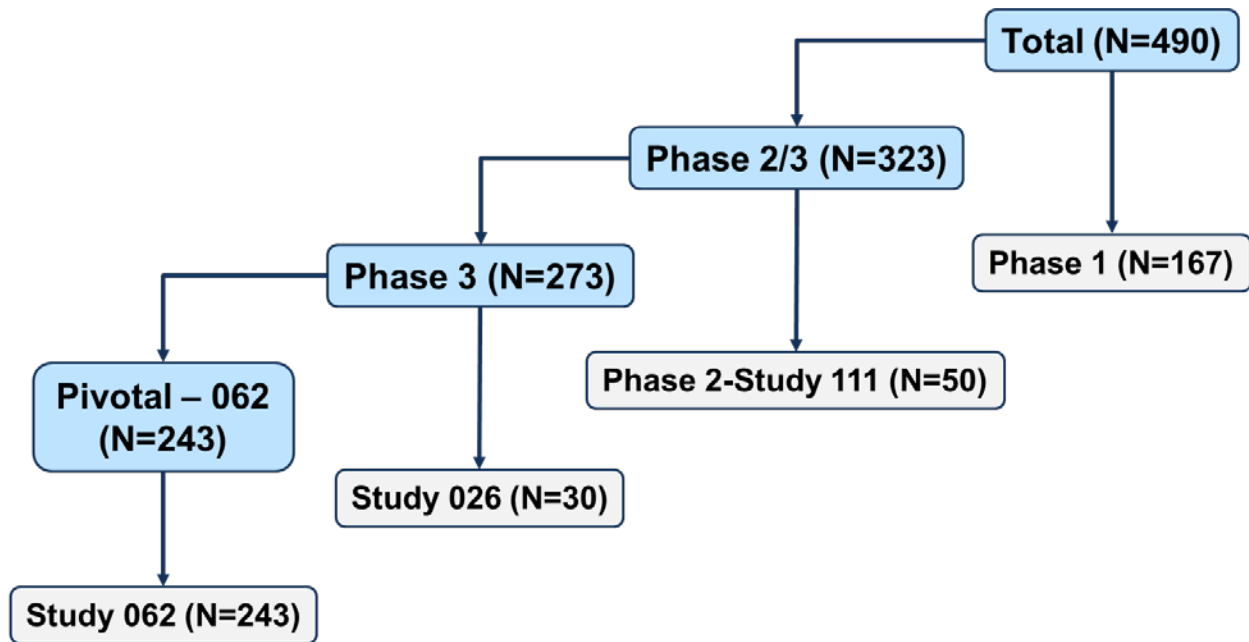 Total (N=490)
Phase 2/3 (N=323)
Phase 1 (N=167)
Phase 3 (N=273)
Phase 2-Study 111 (N=50)
Pivotal – 062
(N=243)
Study 026 (N=30)
Study 062 (N=243)